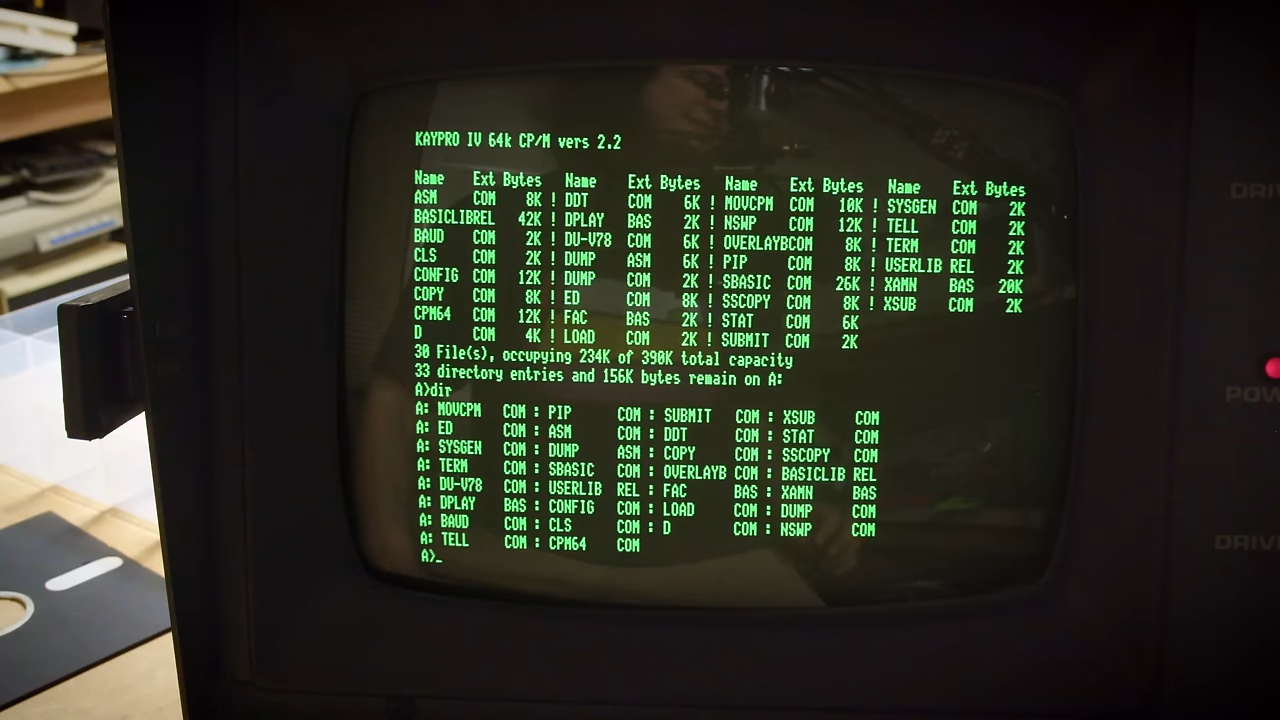 KAYPRO IV 64k CP/M vers 2.2
Name Ext Bytes Name Ext Bytes Name Ext Bytes Name Ext Bytes
ASM COM 8K ! DDT COM 6K ! MOVCPM COM 10K ! SYSGEN COM 2K
BASICLIBREL 42K ! DPLAY BAS 2K ! NSWP COM 12K ! TELL COM 2K
BAUD COM 2K ! DU-V78 COM 6K ! OVERLAYBCOM 8K ! TERM COM 2K
CLS COM 2K ! DUMP ASM 6K ! PIP COM 8K ! USERLIB REL 2K
CONFIG COM 12K ! DUMP COM 2K ! SBASIC COM 26K ! XAMN BAS 20K
COPY COM 8K ! ED COM 8K ! SSCOPY COM 8K ! XSUB COM 2K
CPM64 COM 12K ! FAC BAS 2K ! STAT COM 6K
D COM 4K ! LOAD COM 2K ! SUBMIT COM 2K
30 File(s), occupying 234K of 390K total capacity
33 directory entries and 156K bytes remain on A:
A>dir
A: MOVCPM COM : PIP COM : SUBMIT COM : XSUB COM
A: ED COM : ASM COM : DDT COM : STAT COM
A: SYSGEN COM : DUMP ASM : COPY COM : SSCOPY COM
A: TERM COM : SBASIC COM : OVERLAYB COM : BASICLIB REL
A: DU-V78 COM : USERLIB REL : FAC BAS : XAMN BAS
A: DPLAY BAS : CONFIG COM : LOAD COM : DUMP COM
A: BAUD COM : CLS COM : D COM : NSWP COM
A: TELL COM : CPM64 COM
A>_
DRI
POW
DRIVE